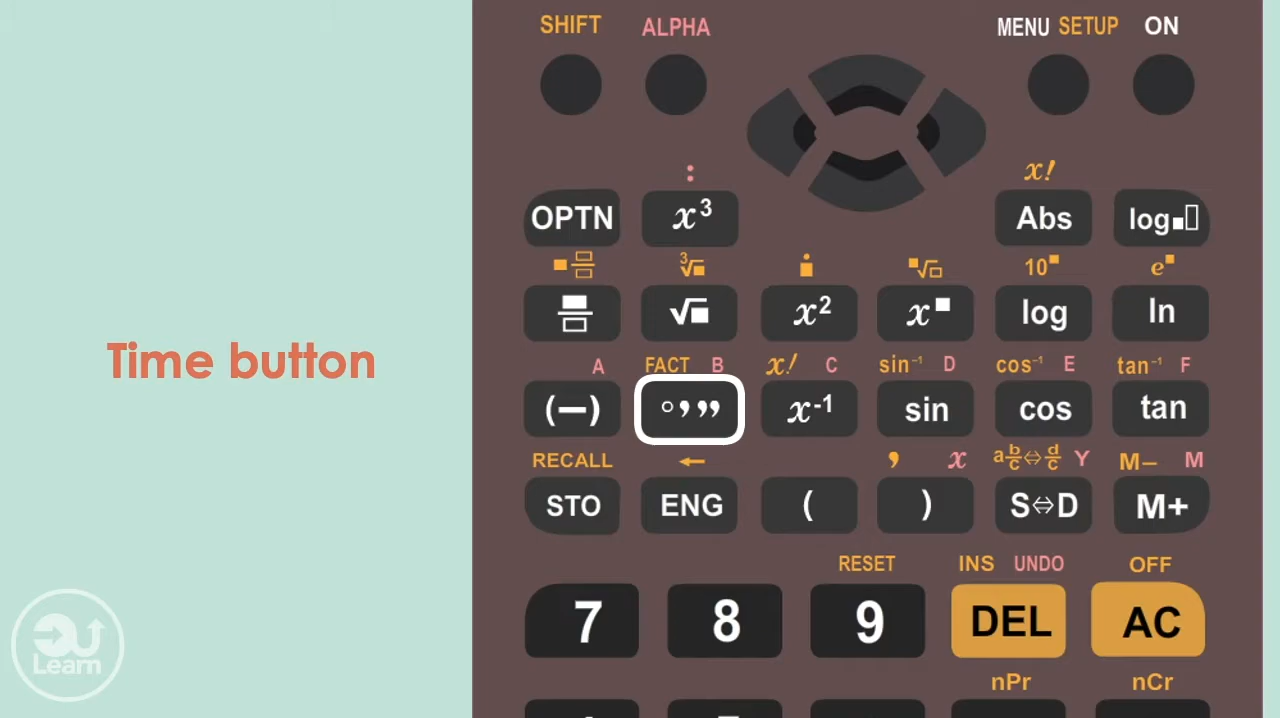 SHIFT ALPHA MENU SETUP ON
: x!
OPTN x³ Abs log▪▯
■▭/▭ ³√■ ▪̇ ▪√▭ 10■ e■
■/▭ √■ x² x■ log ln
A FACT B x! C sin⁻¹ D cos⁻¹ E tan⁻¹ F
Time button
(−) °,,, x-1 sin cos tan
RECALL ← , x a b/c⇔d/c Y M− M
STO ENG ( ) S⇔D M+
RESET INS UNDO OFF
7 8 9 DEL AC
OU
Learn
nPr nCr